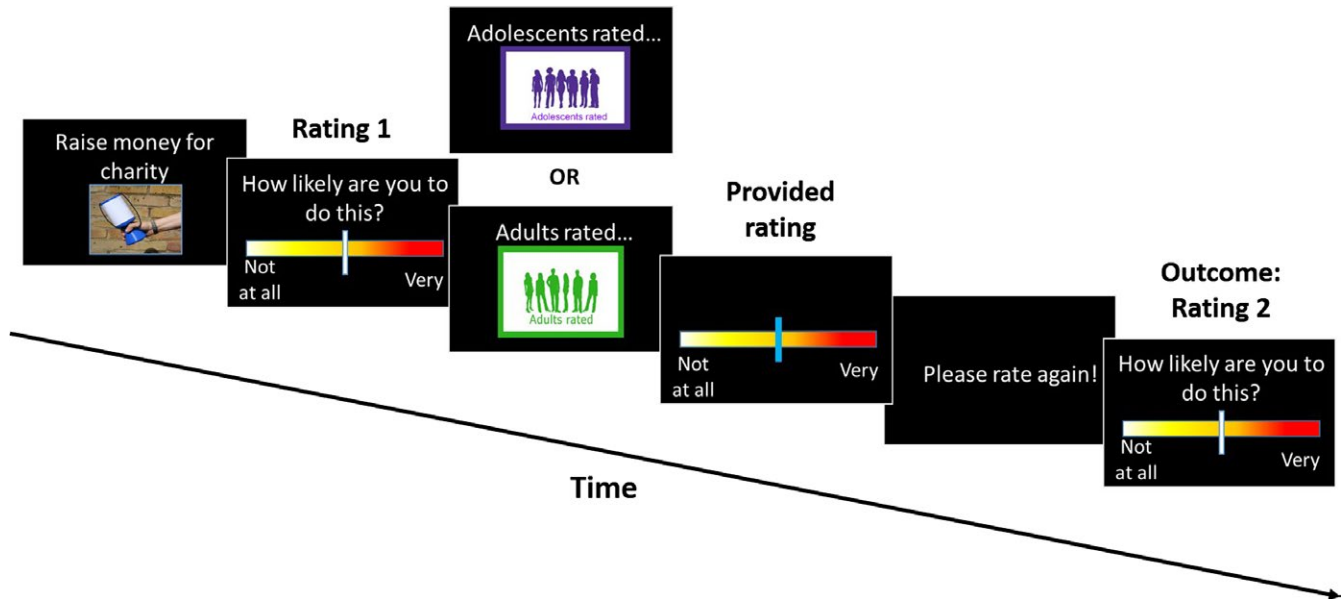 Raise money for
charity
Rating 1
How likely are you to
do this?
Not
at all
Very
Adolescents rated...
Adolescents rated
OR
Adults rated...
Adults rated
Provided
rating
Not
at all
Very
Please rate again!
Outcome:
Rating 2
How likely are you to
do this?
Not
at all
Very
Time